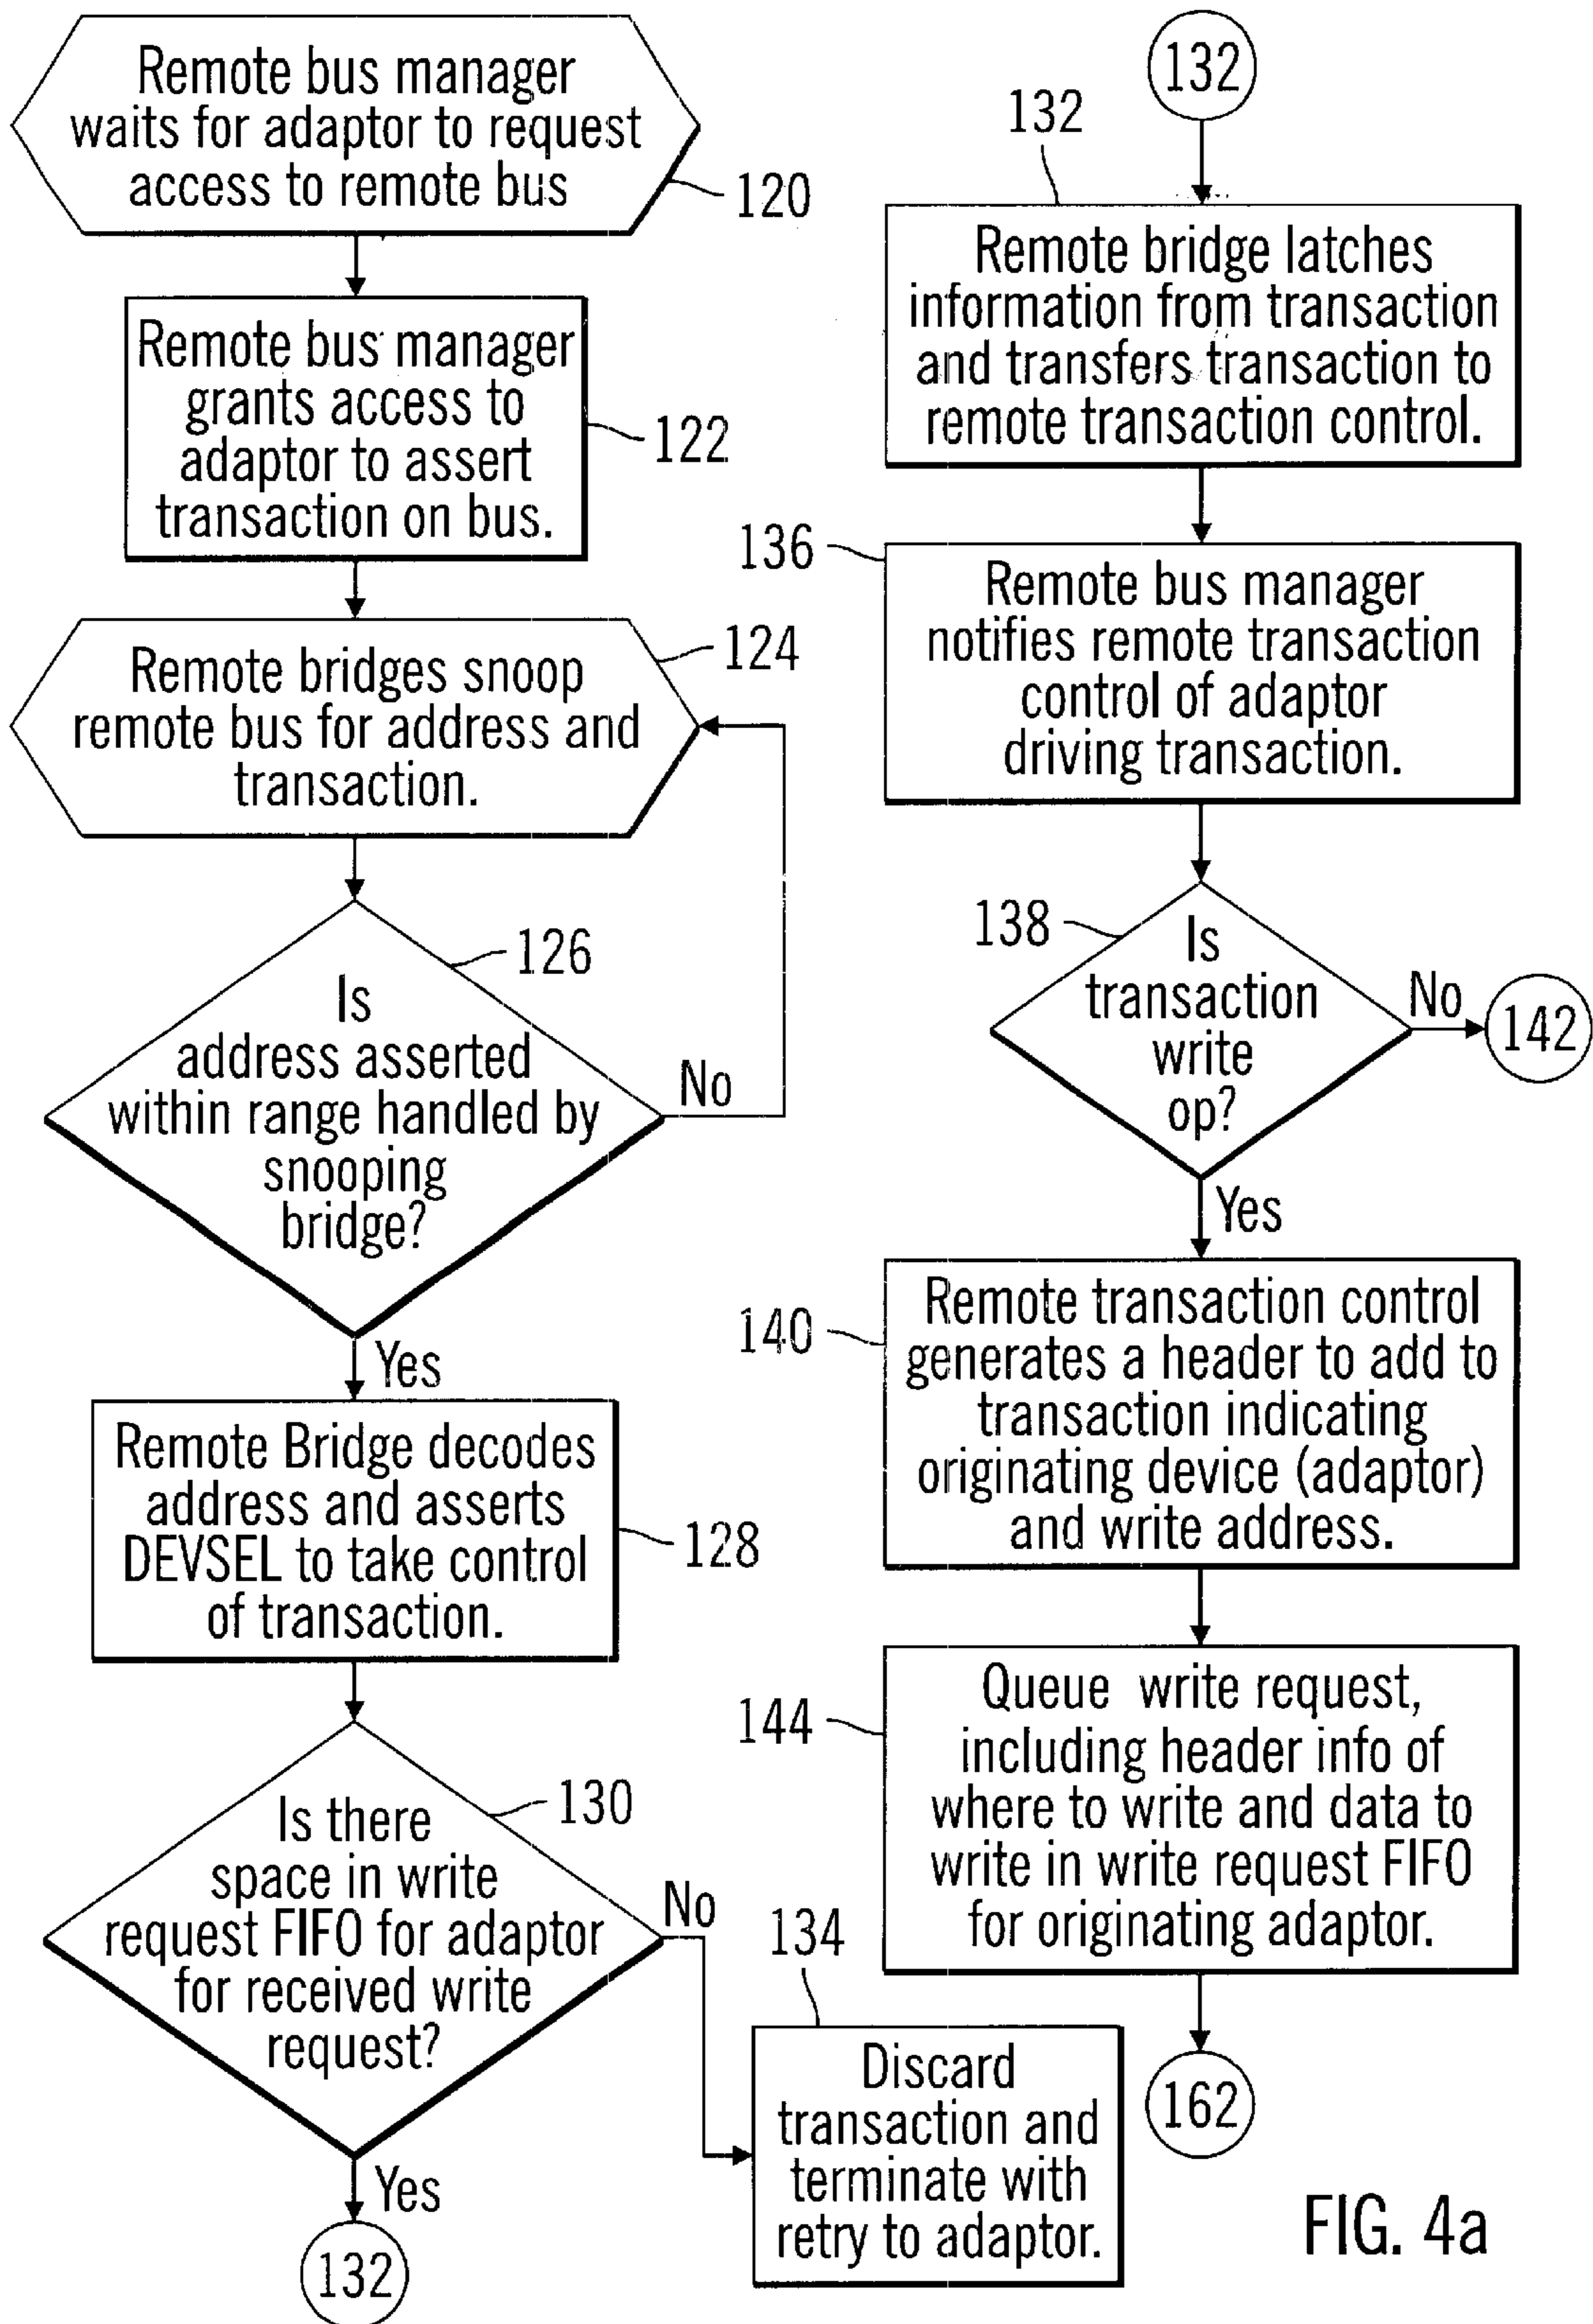 Remote bus manager
waits for adaptor to request
access to remote bus
120
Remote bus manager
grants access to
adaptor to assert
transaction on bus.
122
Remote bridges snoop
remote bus for address and
transaction.
124
Is
address asserted
within range handled by
snooping
bridge?
126
No
Yes
Remote Bridge decodes
address and asserts
DEVSEL to take control
of transaction.
128
Is there
space in write
request FIFO for adaptor
for received write
request?
130
No
Yes
132
134
Discard
transaction and
terminate with
retry to adaptor.
132
132
Remote bridge latches
information from transaction
and transfers transaction to
remote transaction control.
136
Remote bus manager
notifies remote transaction
control of adaptor
driving transaction.
138
Is
transaction
write
op?
No
142
Yes
140
Remote transaction control
generates a header to add to
transaction indicating
originating device (adaptor)
and write address.
144
Queue write request,
including header info of
where to write and data to
write in write request FIFO
for originating adaptor.
162
FIG. 4a